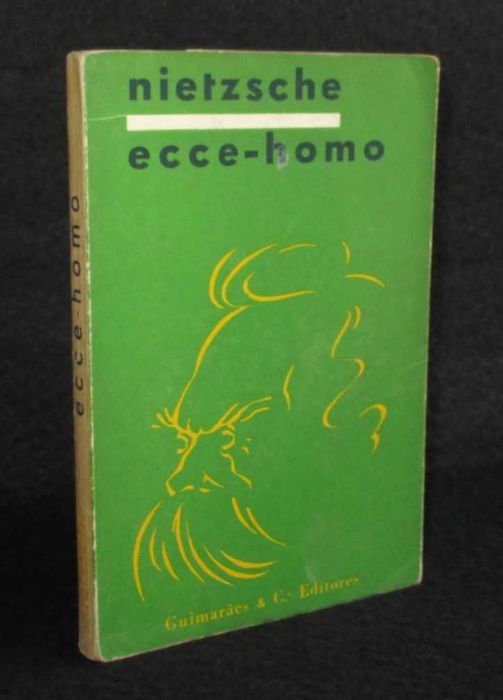 nietzsche
ecce-homo
Guimarães & C.ª Editores
ecce-homo